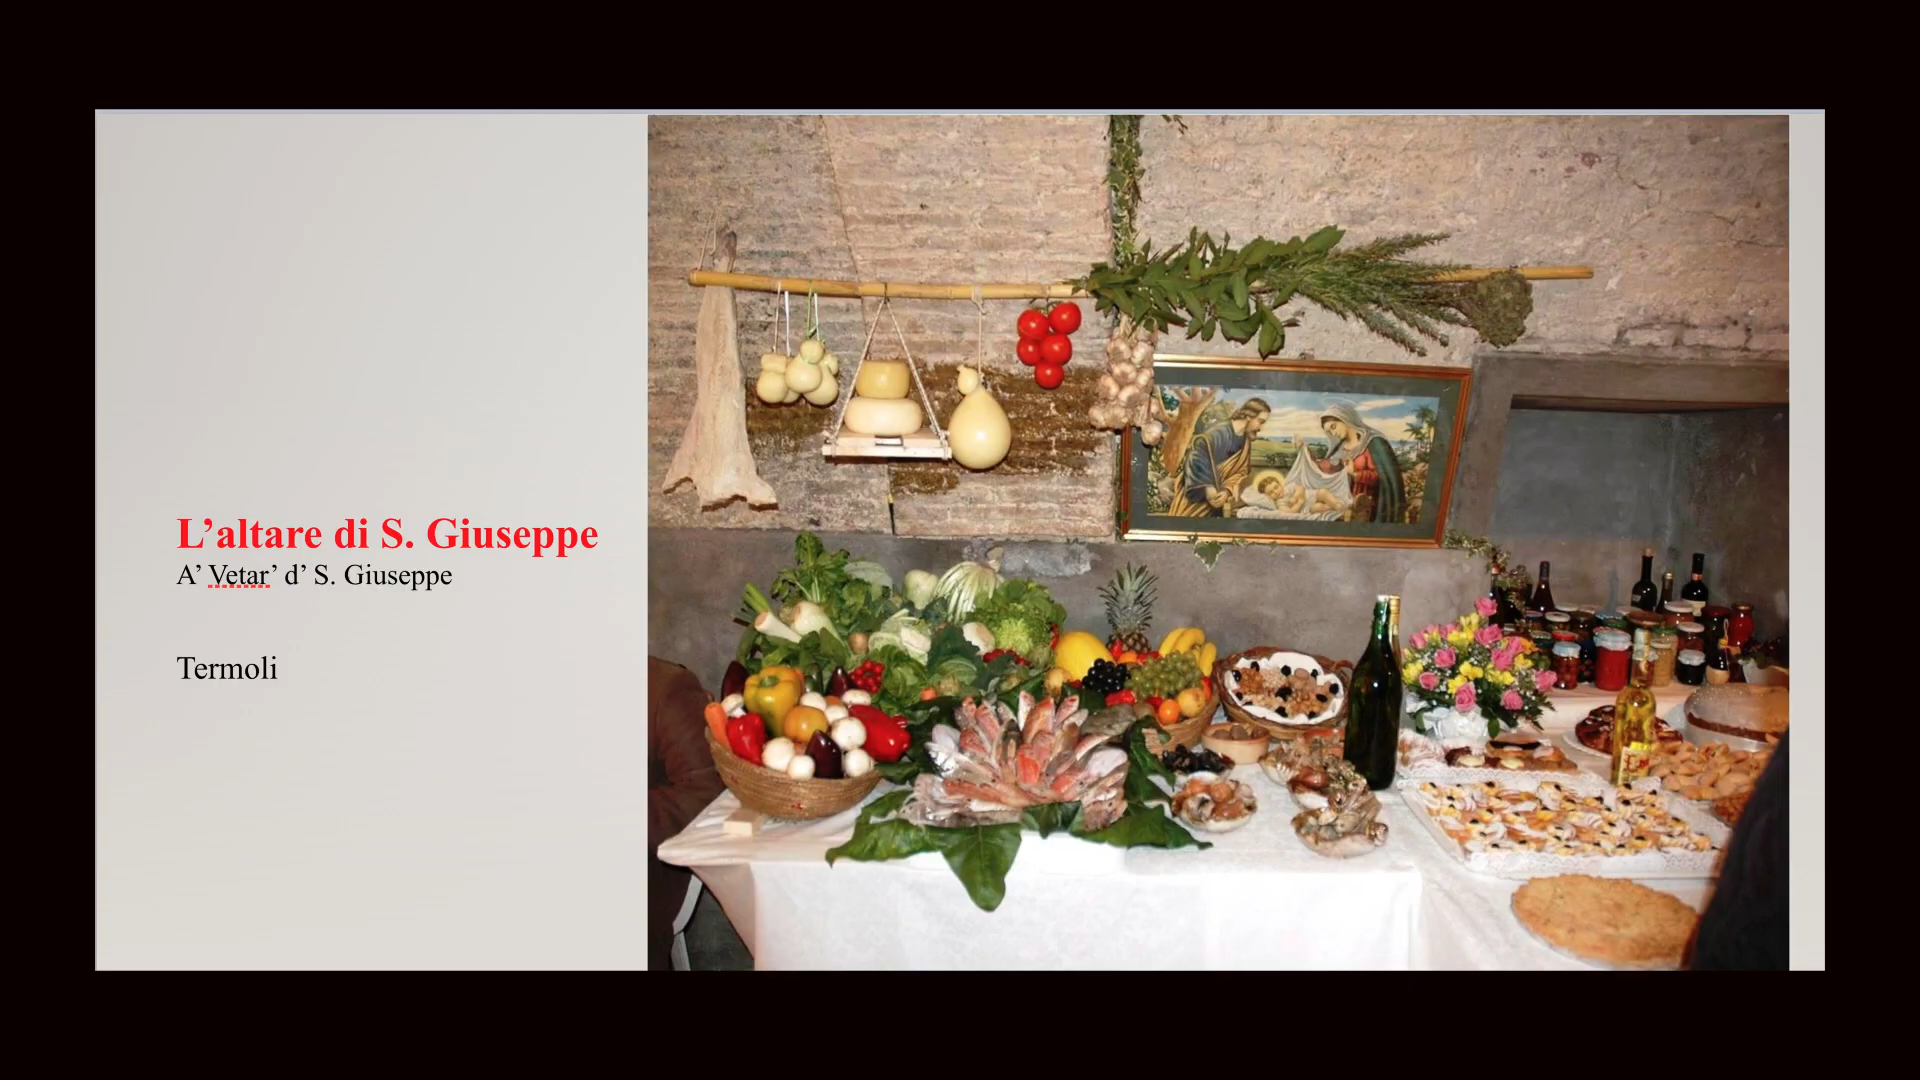 L’altare di S. Giuseppe
A’ Vetar’ d’ S. Giuseppe
Termoli